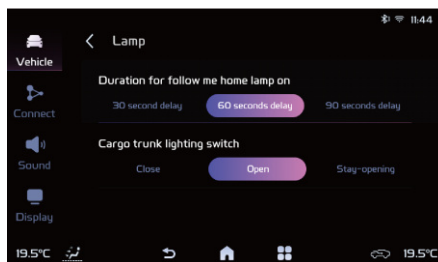 11:44
Vehicle
Lamp
Duration for follow me home lamp on
30 second delay 60 seconds delay 90 seconds delay
Connect
Cargo trunk lighting switch
Sound
Close Open Stay-opening
Display
19.5°C 19.5°C